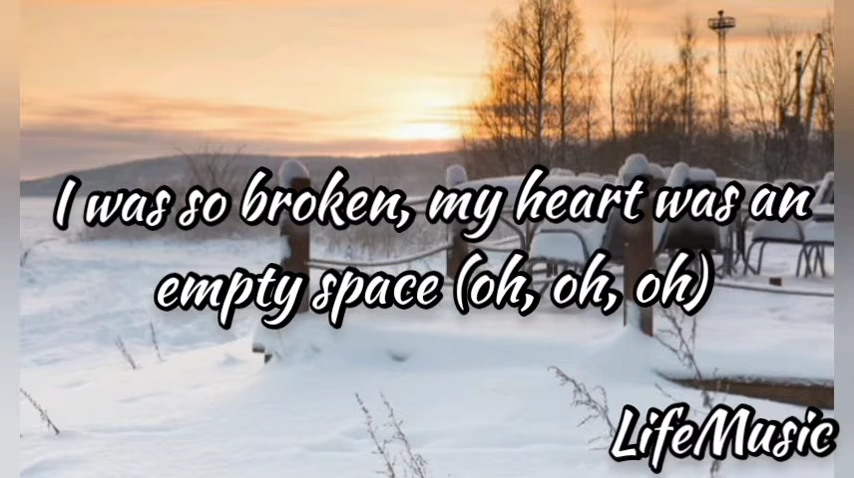 I was so broken, my heart was an
empty space (oh, oh, oh)
LifeMusic